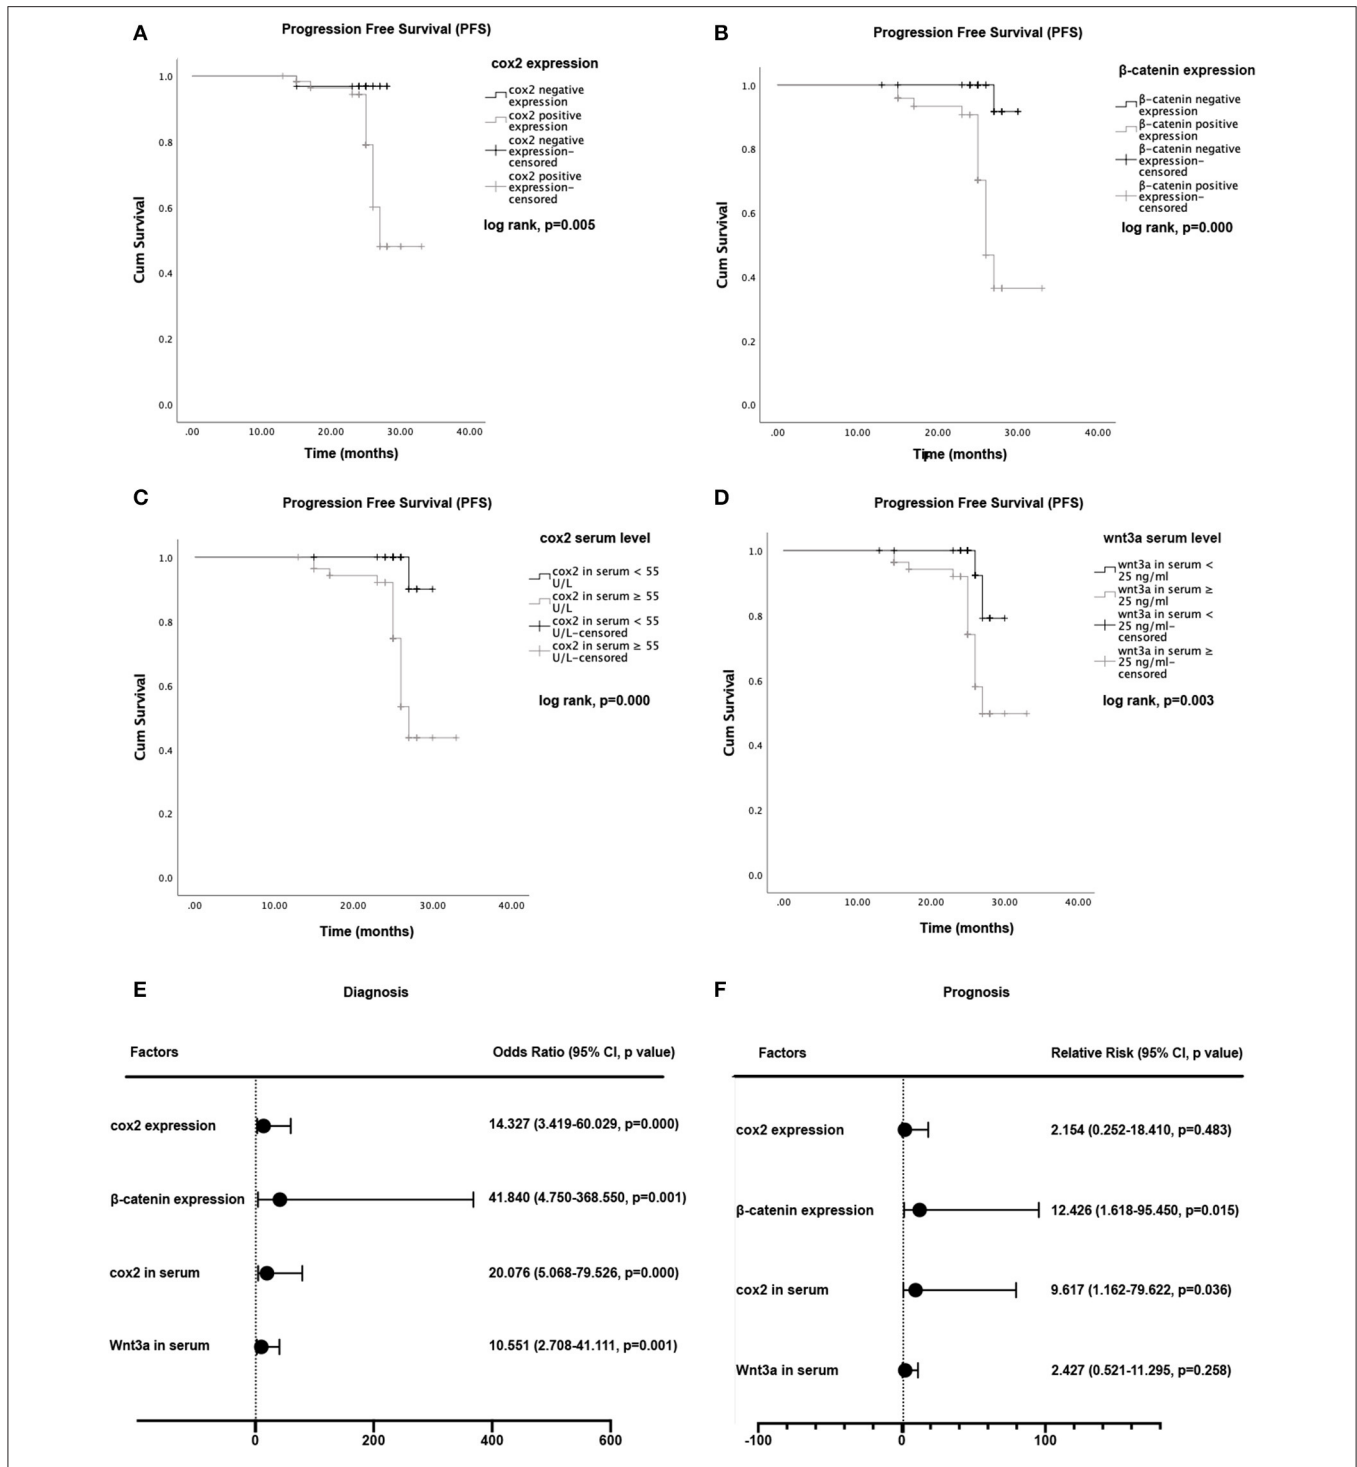 A
Progression Free Survival (PFS)
cox2 expression
cox2 negative
expression
cox2 positive
expression
cox2 negative
expression–
censored
cox2 positive
expression–
censored
log rank, p=0.005
Cum Survival
1.0
0.8
0.6
0.4
0.2
0.0
.00 10.00 20.00 30.00 40.00
Time (months)
B
Progression Free Survival (PFS)
β-catenin expression
β–catenin negative
expression
β–catenin positive
expression
β–catenin negative
expression–
censored
β–catenin positive
expression–
censored
log rank, p=0.000
Cum Survival
1.0
0.8
0.6
0.4
0.2
0.0
.00 10.00 20.00 30.00 40.00
Time (months)
C
Progression Free Survival (PFS)
cox2 serum level
cox2 in serum < 55
U/L
cox2 in serum ≥ 55
U/L
cox2 in serum < 55
U/L–censored
cox2 in serum ≥ 55
U/L–censored
log rank, p=0.000
Cum Survival
1.0
0.8
0.6
0.4
0.2
0.0
.00 10.00 20.00 30.00 40.00
Time (months)
D
Progression Free Survival (PFS)
wnt3a serum level
wnt3a in serum <
25 ng/ml
wnt3a in serum ≥
25 ng/ml
wnt3a in serum <
25 ng/ml–
censored
wnt3a in serum ≥
25 ng/ml–
censored
log rank, p=0.003
Cum Survival
1.0
0.8
0.6
0.4
0.2
0.0
.00 10.00 20.00 30.00 40.00
Time (months)
E
Diagnosis
Factors Odds Ratio (95% CI, p value)
cox2 expression 14.327 (3.419-60.029, p=0.000)
β-catenin expression 41.840 (4.750-368.550, p=0.001)
cox2 in serum 20.076 (5.068-79.526, p=0.000)
Wnt3a in serum 10.551 (2.708-41.111, p=0.001)
0 200 400 600
F
Prognosis
Factors Relative Risk (95% CI, p value)
cox2 expression 2.154 (0.252-18.410, p=0.483)
β-catenin expression 12.426 (1.618-95.450, p=0.015)
cox2 in serum 9.617 (1.162-79.622, p=0.036)
Wnt3a in serum 2.427 (0.521-11.295, p=0.258)
-100 0 100